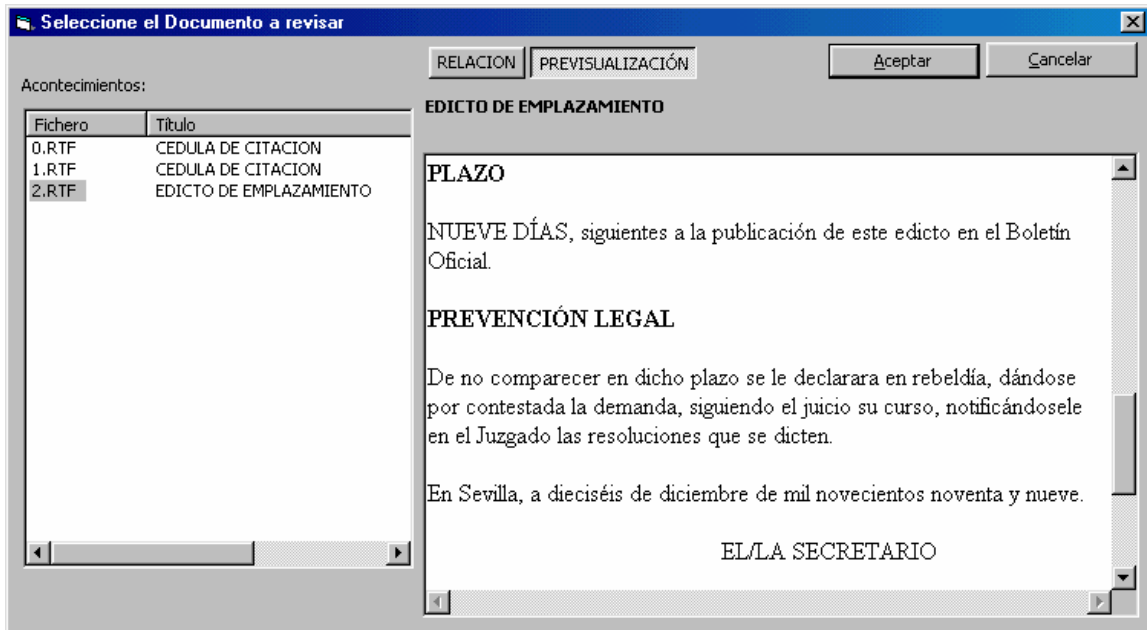 Seleccione el Documento a revisar
RELACION PREVISUALIZACIÓN Aceptar Cancelar
Acontecimientos:
EDICTO DE EMPLAZAMIENTO
Fichero Título
0.RTF CEDULA DE CITACION
1.RTF CEDULA DE CITACION
2.RTF EDICTO DE EMPLAZAMIENTO
PLAZO
NUEVE DÍAS, siguientes a la publicación de este edicto en el Boletín
Oficial.
PREVENCIÓN LEGAL
De no comparecer en dicho plazo se le declarara en rebeldía, dándose
por contestada la demanda, siguiendo el juicio su curso, notificándosele
en el Juzgado las resoluciones que se dicten.
En Sevilla, a dieciséis de diciembre de mil novecientos noventa y nueve.
EL/LA SECRETARIO